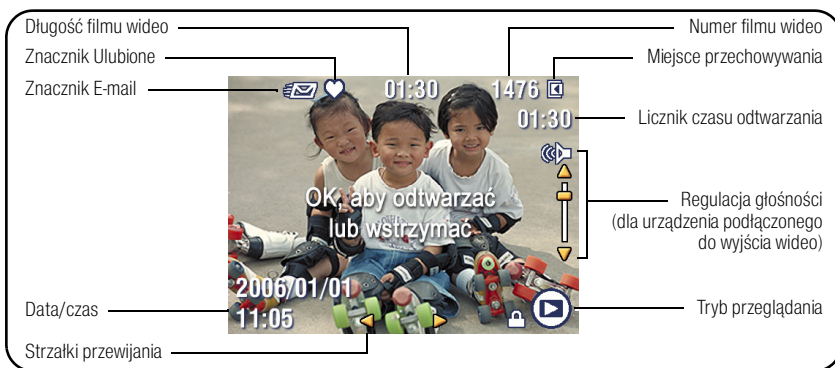 Długość filmu wideo
Numer filmu wideo
Znacznik Ulubione
Miejsce przechowywania
Znacznik E-mail
01:30
1476
01:30
Licznik czasu odtwarzania
OK, aby odtwarzać
lub wstrzymać
Regulacja głośności
(dla urządzenia podłączonego
do wyjścia wideo)
2006/01/01
11:05
Data/czas
Tryb przeglądania
Strzałki przewijania